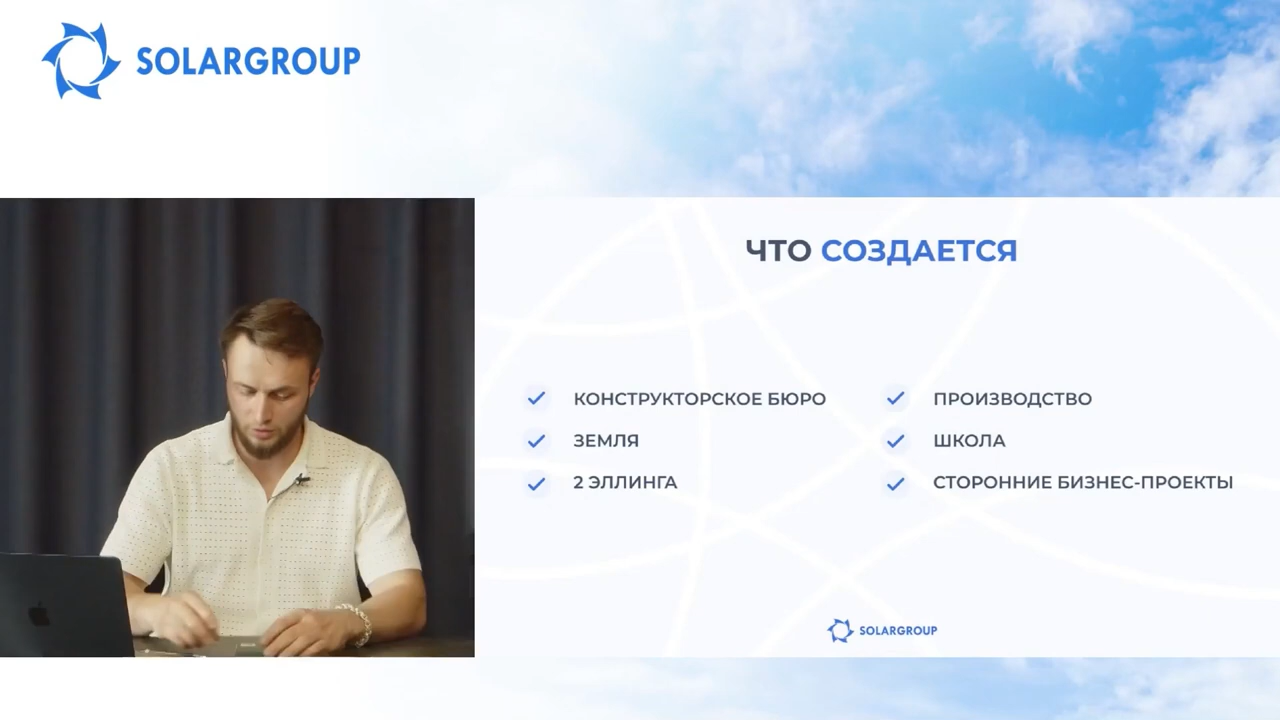 SOLARGROUP
ЧТО СОЗДАЕТСЯ
КОНСТРУКТОРСКОЕ БЮРО
ЗЕМЛЯ
2 ЭЛЛИНГА
ПРОИЗВОДСТВО
ШКОЛА
СТОРОННИЕ БИЗНЕС-ПРОЕКТЫ
SOLARGROUP